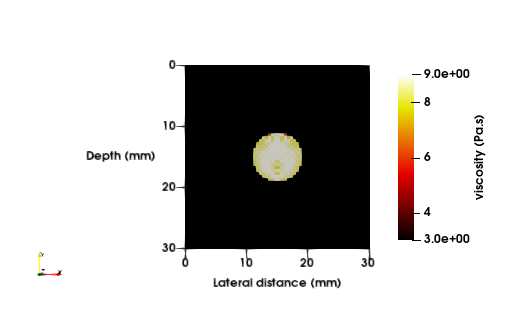 0
10
Depth (mm)
20
30
0 10 20 30
Lateral distance (mm)
9.0e+00
8
6
4
3.0e+00
viscosity (Pa.s)
Y
X